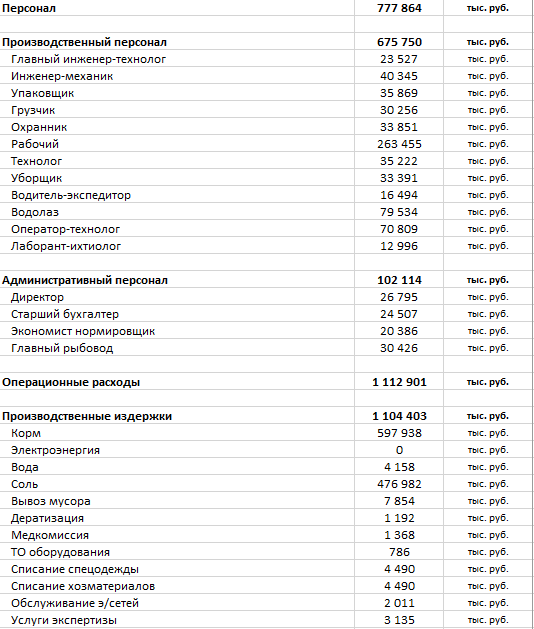 Персонал 777 864 тыс. руб.
Производственный персонал 675 750 тыс. руб.
Главный инженер-технолог 23 527 тыс. руб.
Инженер-механик 40 345 тыс. руб.
Упаковщик 35 869 тыс. руб.
Грузчик 30 256 тыс. руб.
Охранник 33 851 тыс. руб.
Рабочий 263 455 тыс. руб.
Технолог 35 222 тыс. руб.
Уборщик 33 391 тыс. руб.
Водитель-экспедитор 16 494 тыс. руб.
Водолаз 79 534 тыс. руб.
Оператор-технолог 70 809 тыс. руб.
Лаборант-ихтиолог 12 996 тыс. руб.
Административный персонал 102 114 тыс. руб.
Директор 26 795 тыс. руб.
Старший бухгалтер 24 507 тыс. руб.
Экономист нормировщик 20 386 тыс. руб.
Главный рыбовод 30 426 тыс. руб.
Операционные расходы 1 112 901 тыс. руб.
Производственные издержки 1 104 403 тыс. руб.
Корм 597 938 тыс. руб.
Электроэнергия 0 тыс. руб.
Вода 4 158 тыс. руб.
Соль 476 982 тыс. руб.
Вывоз мусора 7 854 тыс. руб.
Дератизация 1 192 тыс. руб.
Медкомиссия 1 368 тыс. руб.
ТО оборудования 786 тыс. руб.
Списание спецодежды 4 490 тыс. руб.
Списание хозматериалов 4 490 тыс. руб.
Обслуживание э/сетей 2 011 тыс. руб.
Услуги экспертизы 3 135 тыс. руб.